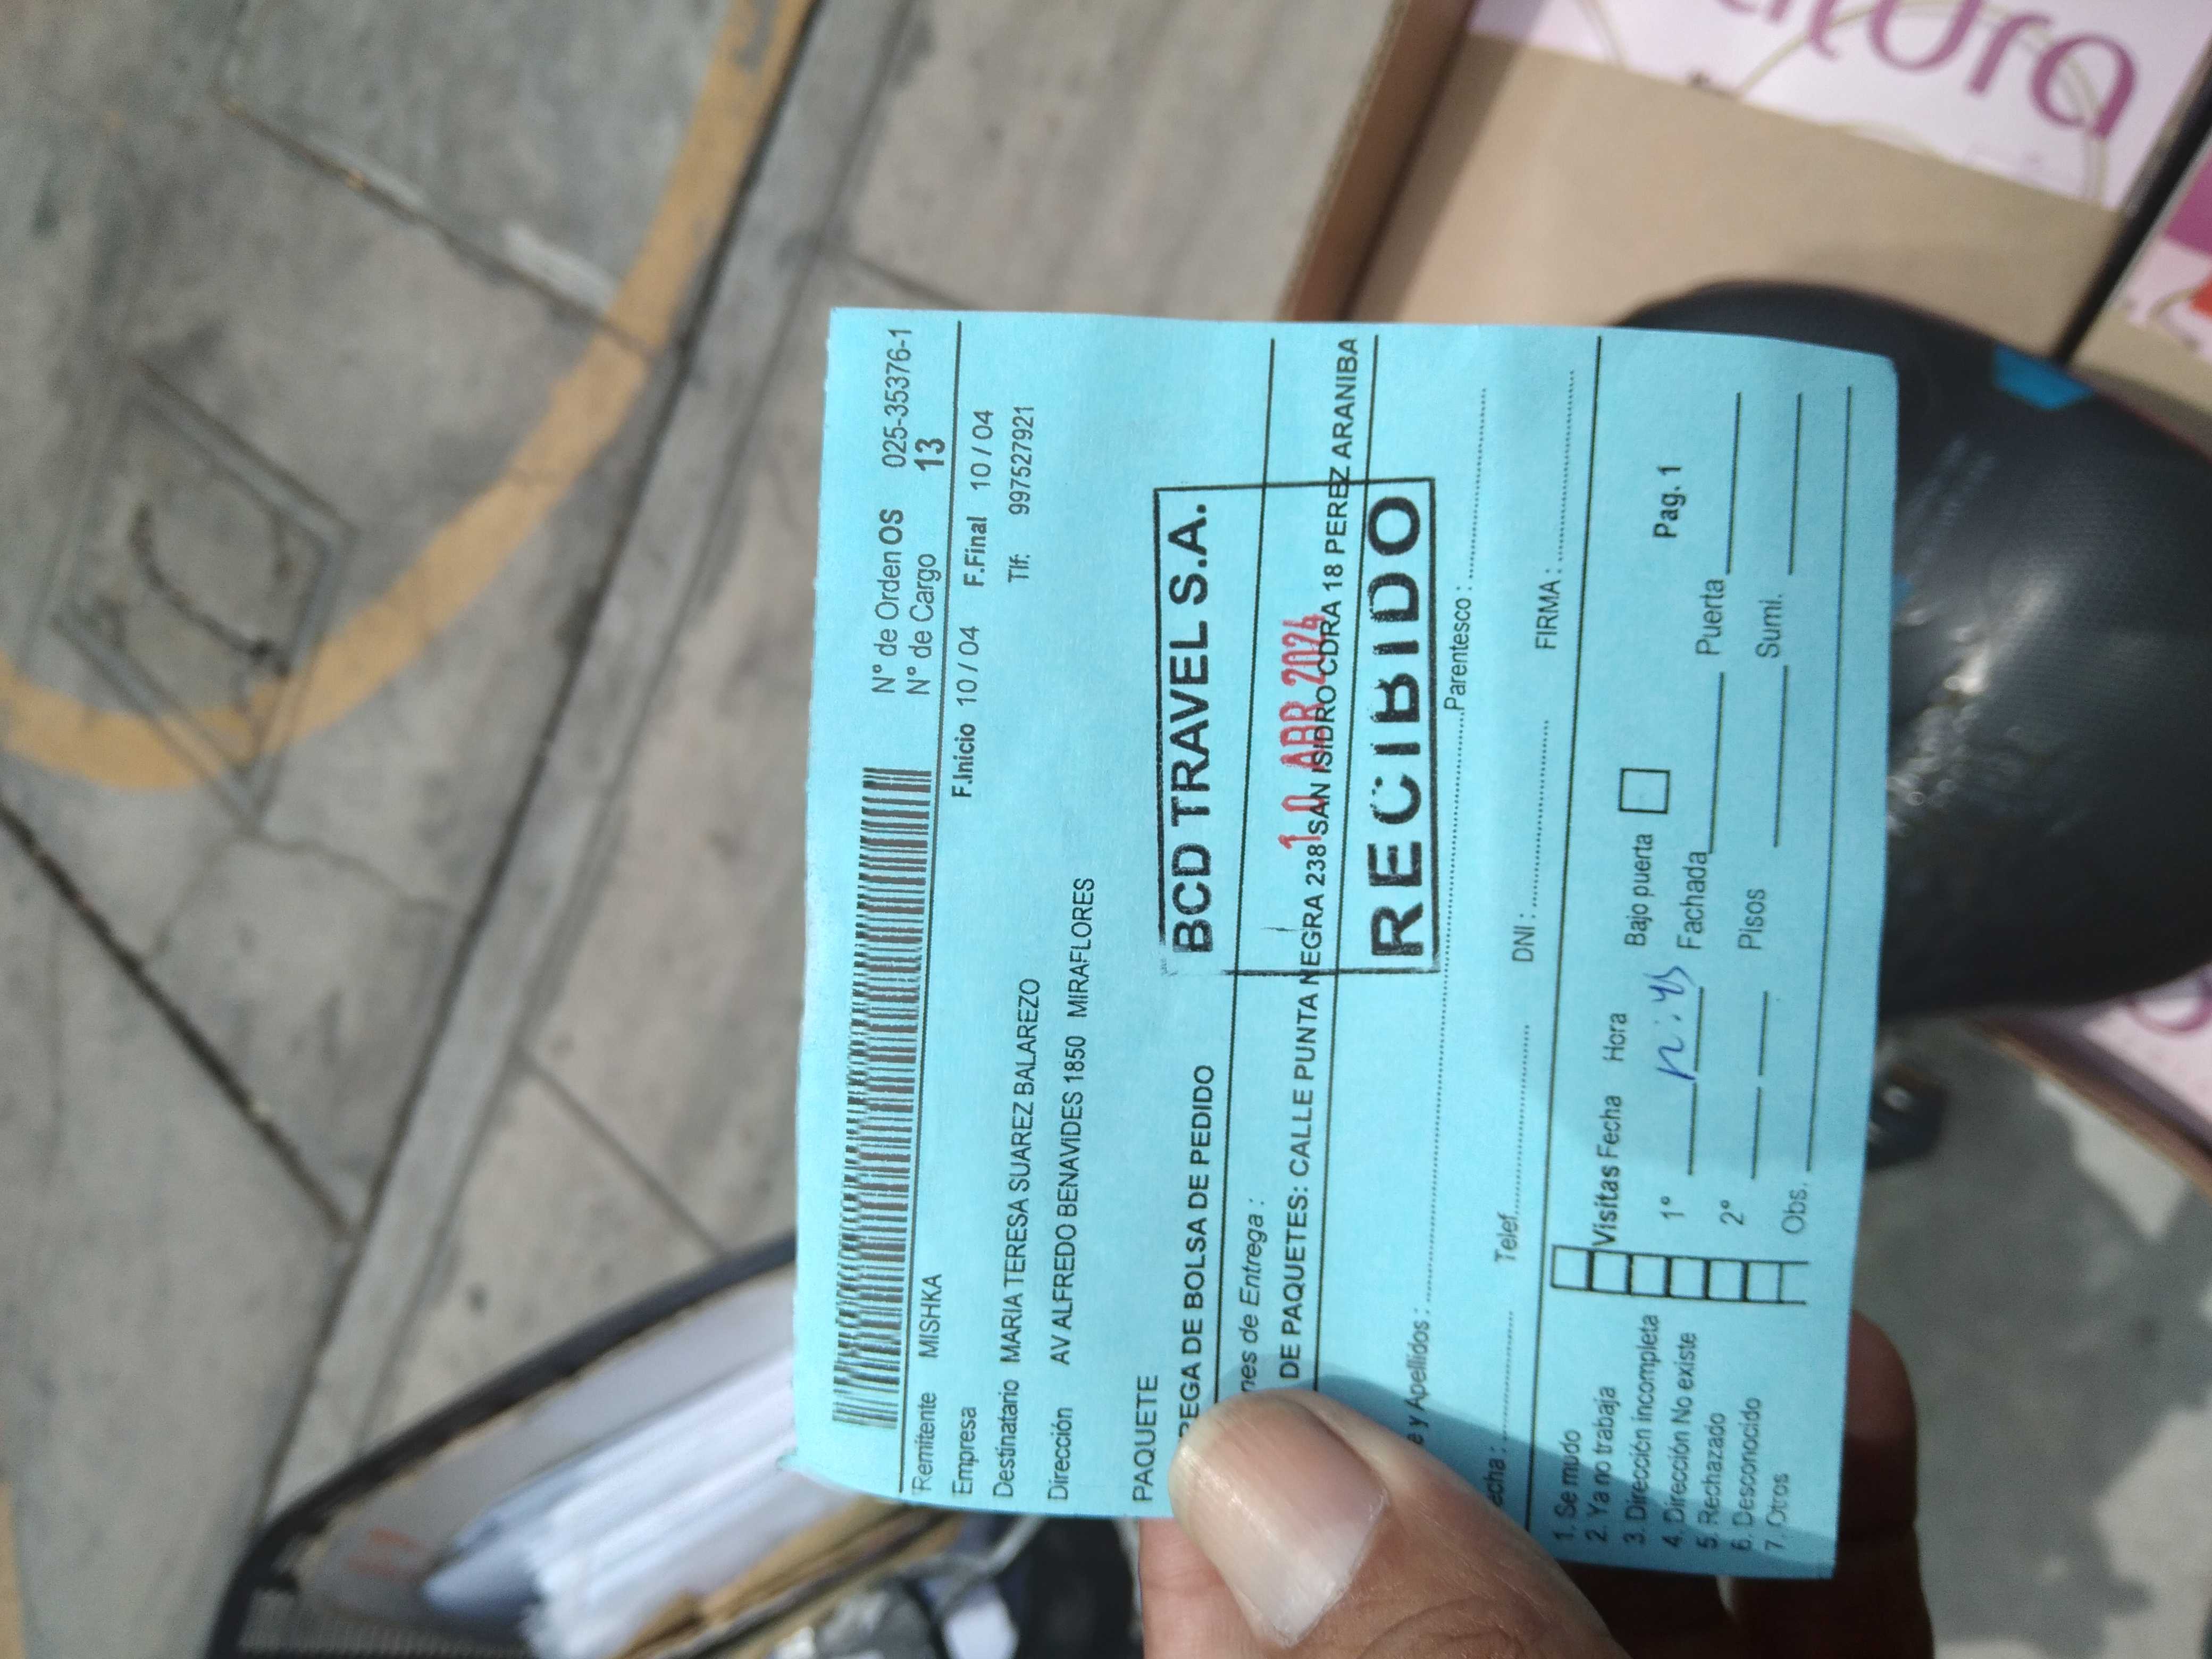 N° de Orden OS 025-35376-1
N° de Cargo 13
Remitente MISHKA
F.Inicio 10 / 04 F.Final 10 / 04
Empresa
Destinatario MARIA TERESA SUAREZ BALAREZO
Tlf: 997527921
Dirección AV ALFREDO BENAVIDES 1850 MIRAFLORES
PAQUETE
REGA DE BOLSA DE PEDIDO
BCD TRAVEL S.A.
nes de Entrega :
10 ABR 2024
DE PAQUETES: CALLE PUNTA NEGRA 238 SAN ISIDRO CDRA 18 PEREZ ARANIBA
RECIBIDO
e y Apellidos : Parentesco :
echa : Telef. DNI : FIRMA :
1. Se mudo
2. Ya no trabaja
3. Dirección incompleta
4. Dirección No existe
5. Rechazado
6. Desconocido
7. Otros
Visitas Fecha Hora Bajo puerta Pag. 1
1° Fachada Puerta
2° Pisos Sumi.
Obs.